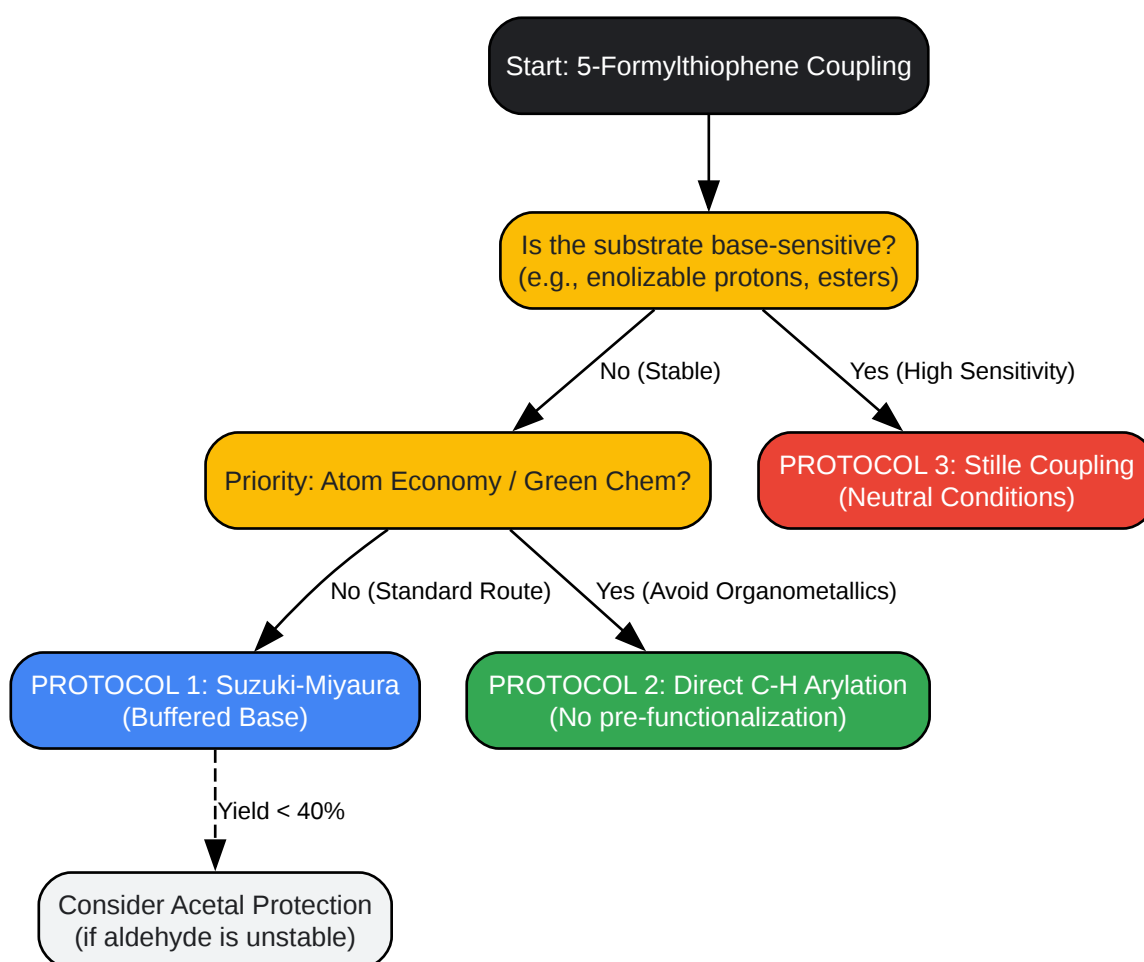 Start: 5-Formylthiophene Coupling
Is the substrate base-sensitive?
(e.g., enolizable protons, esters)
No (Stable)
Yes (High Sensitivity)
Priority: Atom Economy / Green Chem?
PROTOCOL 3: Stille Coupling
(Neutral Conditions)
No (Standard Route)
Yes (Avoid Organometallics)
PROTOCOL 1: Suzuki-Miyaura
(Buffered Base)
PROTOCOL 2: Direct C-H Arylation
(No pre-functionalization)
Yield < 40%
Consider Acetal Protection
(if aldehyde is unstable)